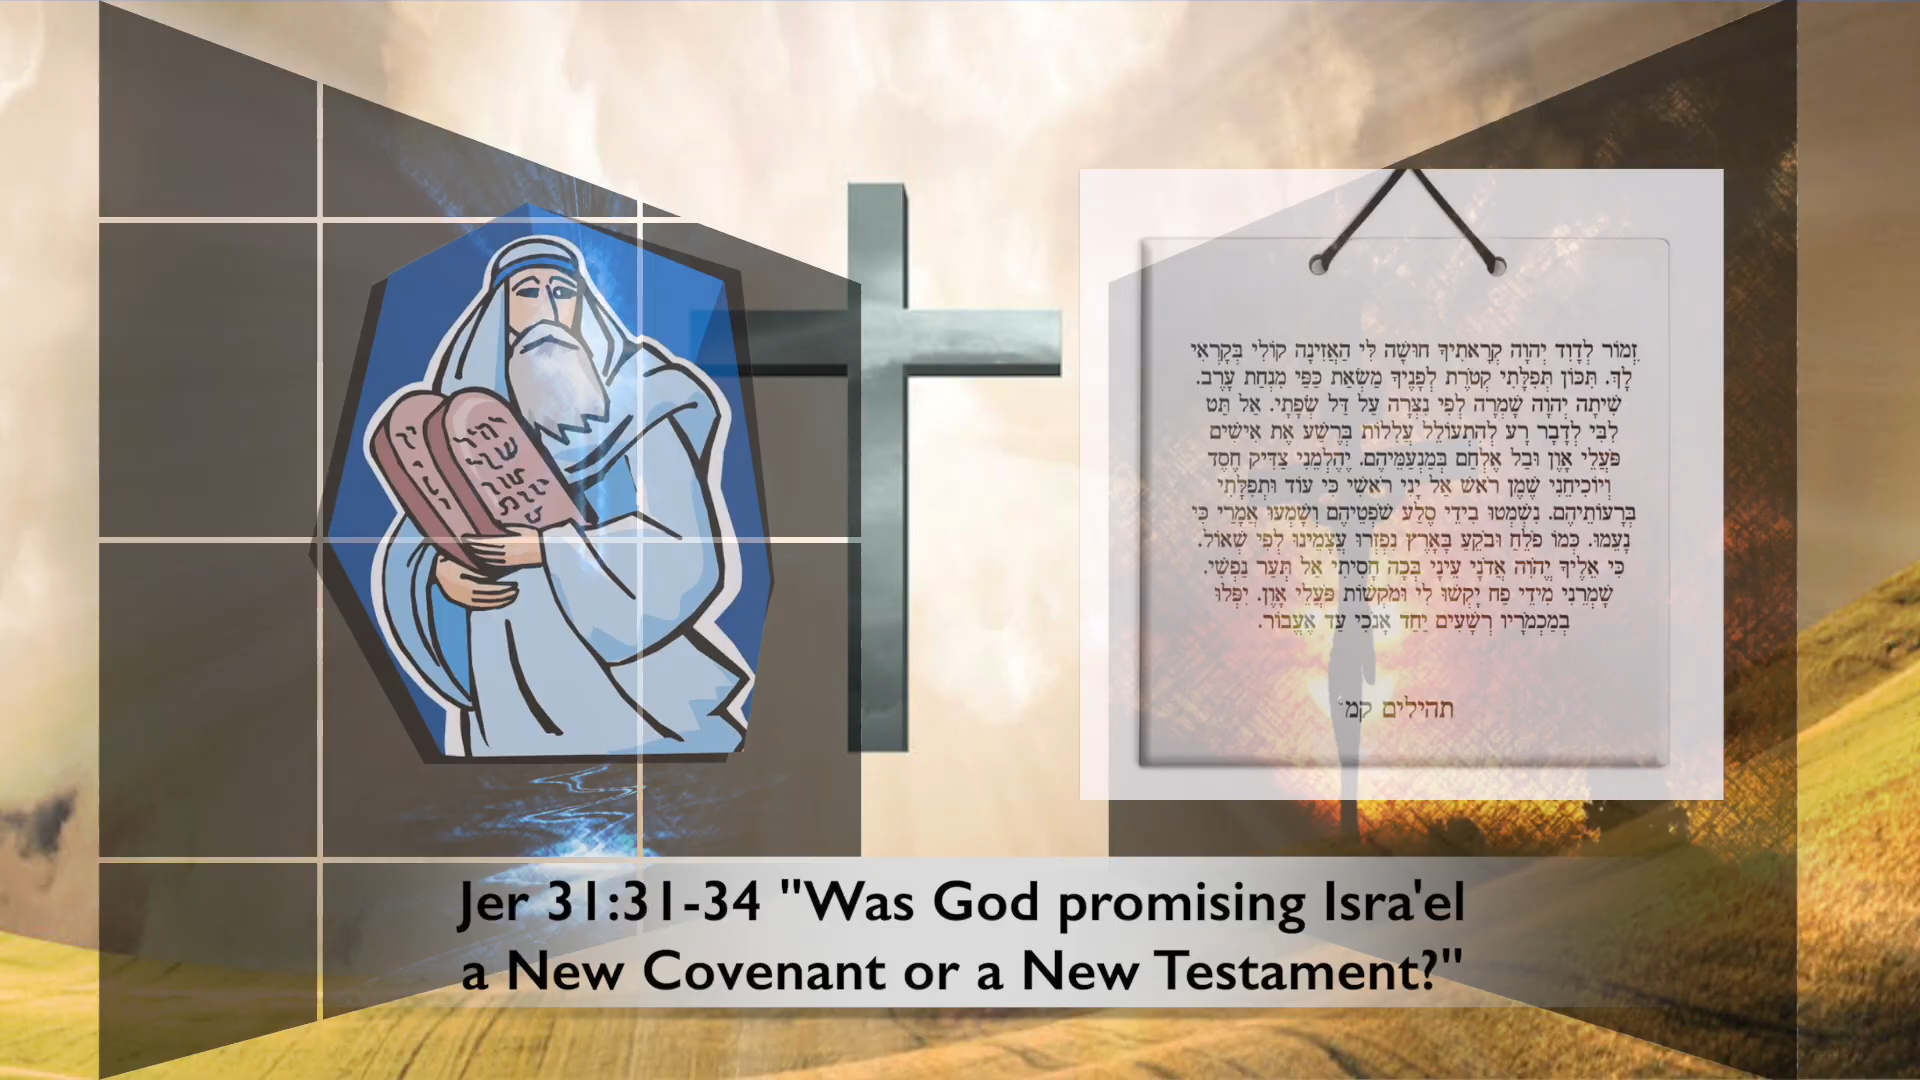 זְמוֹר לְדָוִד יְהוָה קְרָאתִיךָ חוּשָׁה לִּי הַאֲזִינָה קוֹלִי בְּקָרְאִי
לָךְ. תִּכּוֹן תְּפִלָּתִי קְטֹרֶת לְפָנֶיךָ מַשְׂאַת כַּפַּי מִנְחַת עָרֶב.
שִׁיתָה יְהוָה שָׁמְרָה לְפִי נִצְּרָה עַל דַּל שְׂפָתָי. אַל תַּט
לִבִּי לְדָבָר רָע לְהִתְעוֹלֵל עֲלִלוֹת בְּרֶשַׁע אֶת אִישִׁים
פֹּעֲלֵי אָוֶן וּבַל אֶלְחַם בְּמַנְעַמֵּיהֶם. יֶהֶלְמֵנִי צַדִּיק חֶסֶד
וְיוֹכִיחֵנִי שֶׁמֶן רֹאשׁ אַל יָנִי רֹאשִׁי כִּי עוֹד וּתְפִלָּתִי
בְּרָעוֹתֵיהֶם. נִשְׁמְטוּ בִידֵי סֶלַע שֹׁפְטֵיהֶם וְשָׁמְעוּ אֲמָרַי כִּי
נָעֵמוּ. כְּמוֹ פֹלֵחַ וּבֹקֵעַ בָּאָרֶץ נִפְזְרוּ עֲצָמֵינוּ לְפִי שְׁאוֹל.
כִּי אֵלֶיךָ יְהֹוִה אֲדֹנָי עֵינָי בְּכָה חָסִיתִי אַל תְּעַר נַפְשִׁי.
שָׁמְרֵנִי מִידֵי פַח יָקְשׁוּ לִי וּמֹקְשׁוֹת פֹּעֲלֵי אָוֶן. יִפְּלוּ
בְמַכְמֹרָיו רְשָׁעִים יַחַד אָנֹכִי עַד אֶעֱבוֹר.
תהילים קמ'
Jer 31:31-34 "Was God promising Isra'el
a New Covenant or a New Testament?"